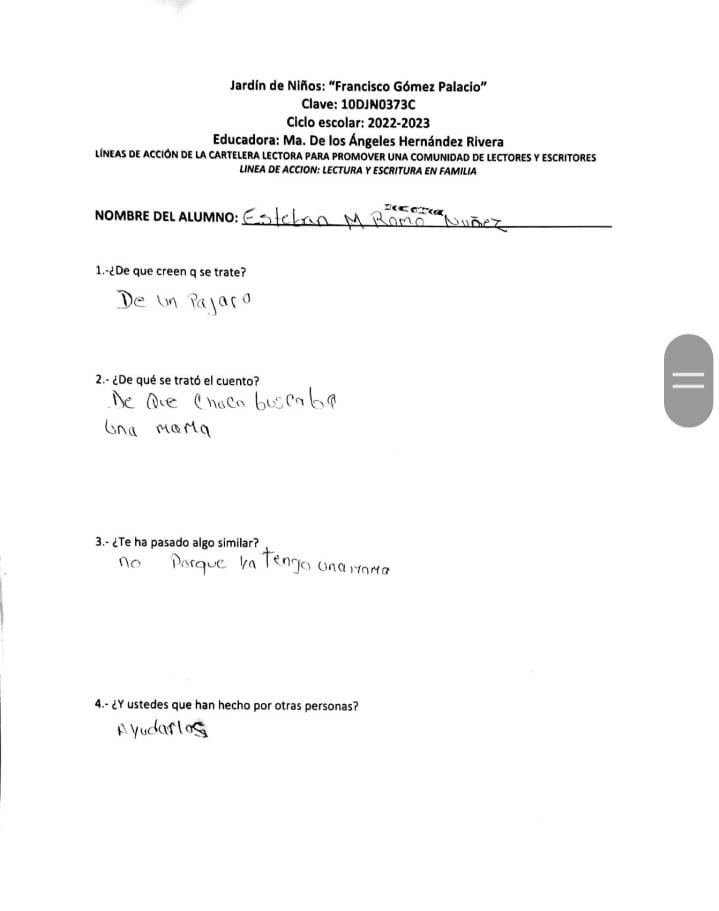 Jardín de Niños: "Francisco Gómez Palacio"
Clave: 10DJN0373C
Ciclo escolar: 2022-2023
Educadora: Ma. De los Ángeles Hernández Rivera
LÍNEAS DE ACCIÓN DE LA CARTELERA LECTORA PARA PROMOVER UNA COMUNIDAD DE LECTORES Y ESCRITORES
LINEA DE ACCION: LECTURA Y ESCRITURA EN FAMILIA
NOMBRE DEL ALUMNO: Esteban M Romo Nuñez
1.-¿De que creen q se trate?
De un Pajaro
2.- ¿De qué se trató el cuento?
De Que Choco buscaba
una mama
3.- ¿Te ha pasado algo similar?
no Porque ya Tengo una mama
4.- ¿Y ustedes que han hecho por otras personas?
Ayudarlos